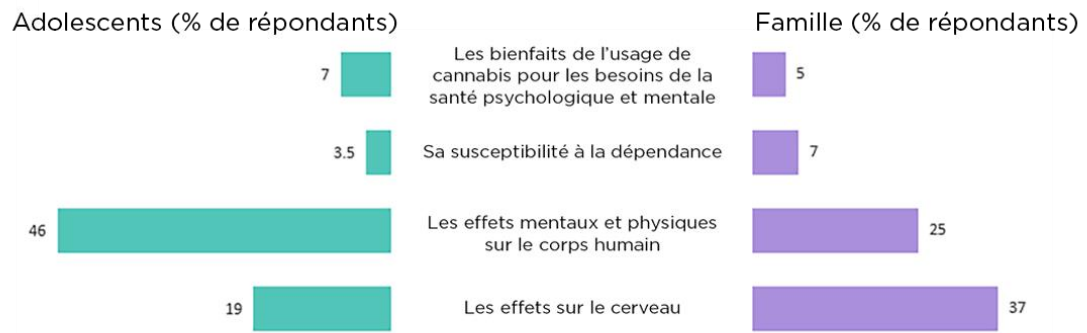 Adolescents (% de répondants)
Famille (% de répondants)
Les bienfaits de l'usage de
cannabis pour les besoins de la
santé psychologique et mentale
7
5
Sa susceptibilité à la dépendance
3.5
7
Les effets mentaux et physiques
sur le corps humain
46
25
Les effets sur le cerveau
19
37